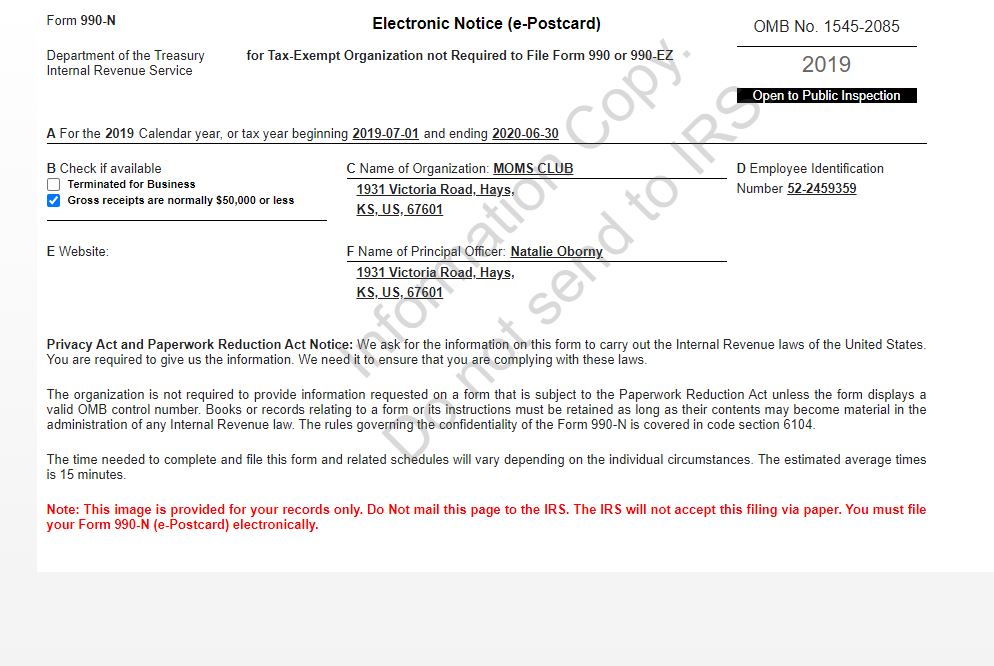 Form 990-N
Electronic Notice (e-Postcard)
OMB No. 1545-2085
Department of the Treasury
Internal Revenue Service
for Tax-Exempt Organization not Required to File Form 990 or 990-EZ
2019
Open to Public Inspection
A For the 2019 Calendar year, or tax year beginning 2019-07-01 and ending 2020-06-30
B Check if available
Terminated for Business
Gross receipts are normally $50,000 or less
C Name of Organization: MOMS CLUB
1931 Victoria Road, Hays,
KS, US, 67601
D Employee Identification
Number 52-2459359
E Website:
F Name of Principal Officer: Natalie Oborny
1931 Victoria Road, Hays,
KS, US, 67601
Privacy Act and Paperwork Reduction Act Notice: We ask for the information on this form to carry out the Internal Revenue laws of the United States.
You are required to give us the information. We need it to ensure that you are complying with these laws.
The organization is not required to provide information requested on a form that is subject to the Paperwork Reduction Act unless the form displays a
valid OMB control number. Books or records relating to a form or its instructions must be retained as long as their contents may become material in the
administration of any Internal Revenue law. The rules governing the confidentiality of the Form 990-N is covered in code section 6104.
The time needed to complete and file this form and related schedules will vary depending on the individual circumstances. The estimated average times
is 15 minutes.
Note: This image is provided for your records only. Do Not mail this page to the IRS. The IRS will not accept this filing via paper. You must file
your Form 990-N (e-Postcard) electronically.
Information Copy.
Do not send to IRS.